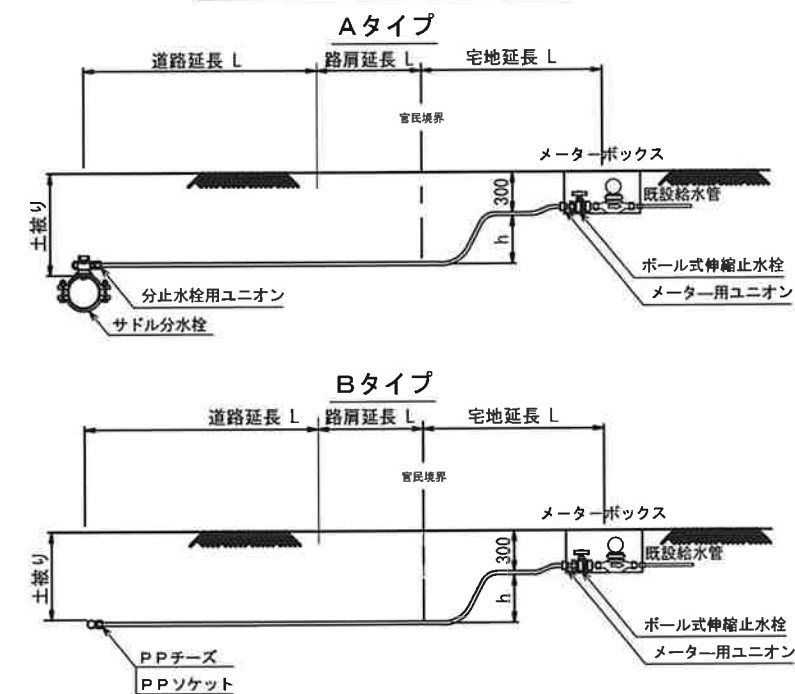 Aタイプ
道路延長 L 路肩延長 L 宅地延長 L
官民境界
メーターボックス
300
既設給水管
土被り
h
ボール式伸縮止水栓
分止水栓用ユニオン
メーター用ユニオン
サドル分水栓
Bタイプ
道路延長 L 路肩延長 L 宅地延長 L
官民境界
メーターボックス
300
既設給水管
土被り
h
ボール式伸縮止水栓
メーター用ユニオン
PPチーズ
PPソケット